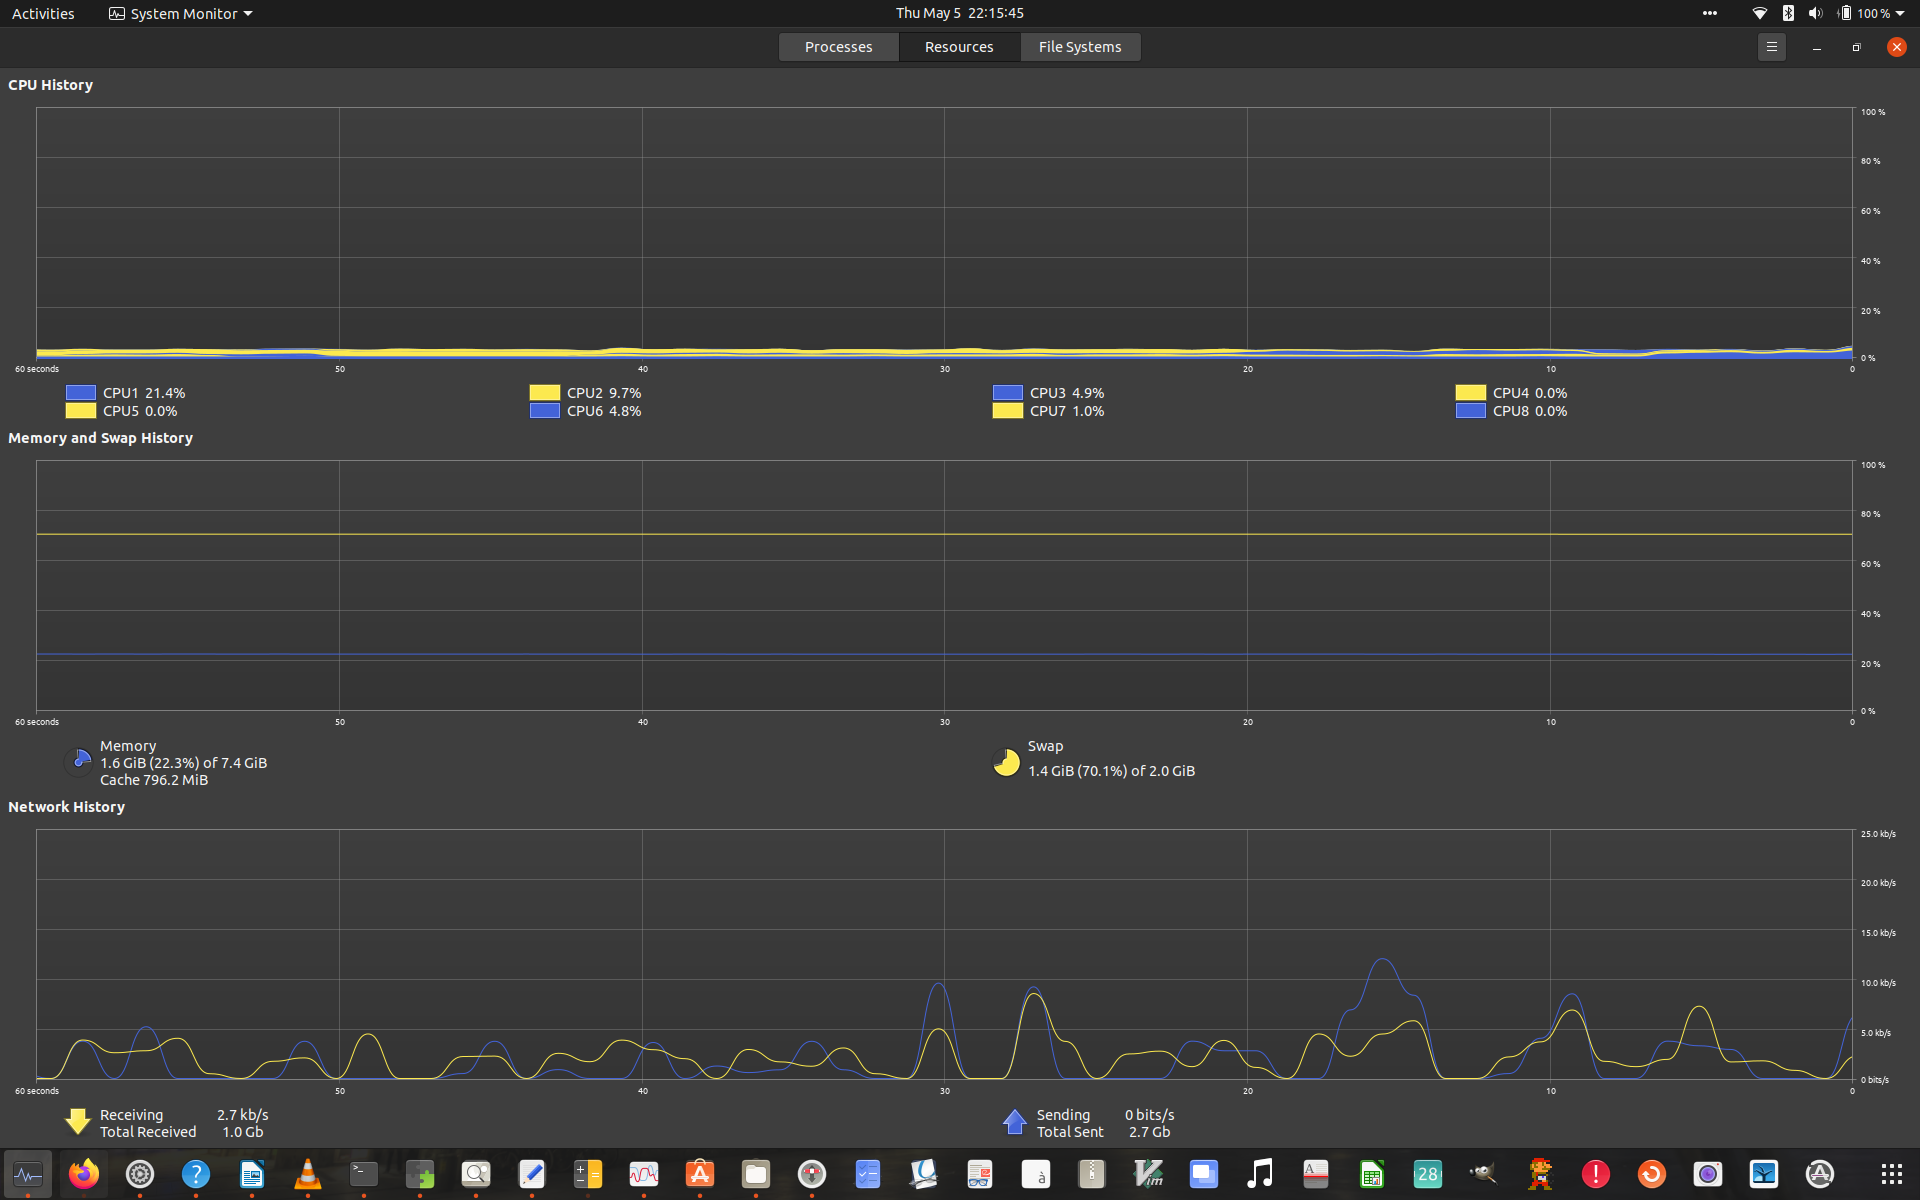 Activities System Monitor Thu May 5 22:15:45 100 %
Processes Resources File Systems
CPU History
100 %
80 %
60 %
40 %
20 %
0 %
60 seconds 50 40 30 20 10 0
CPU1 21.4% CPU2 9.7% CPU3 4.9% CPU4 0.0%
CPU5 0.0% CPU6 4.8% CPU7 1.0% CPU8 0.0%
Memory and Swap History
100 %
80 %
60 %
40 %
20 %
0 %
60 seconds 50 40 30 20 10 0
Memory
1.6 GiB (22.3%) of 7.4 GiB
Cache 796.2 MiB
Swap
1.4 GiB (70.1%) of 2.0 GiB
Network History
25.0 kb/s
20.0 kb/s
15.0 kb/s
10.0 kb/s
5.0 kb/s
0 bits/s
60 seconds 50 40 30 20 10 0
Receiving 2.7 kb/s
Total Received 1.0 Gb
Sending 0 bits/s
Total Sent 2.7 Gb
? >_ à A Vim 28